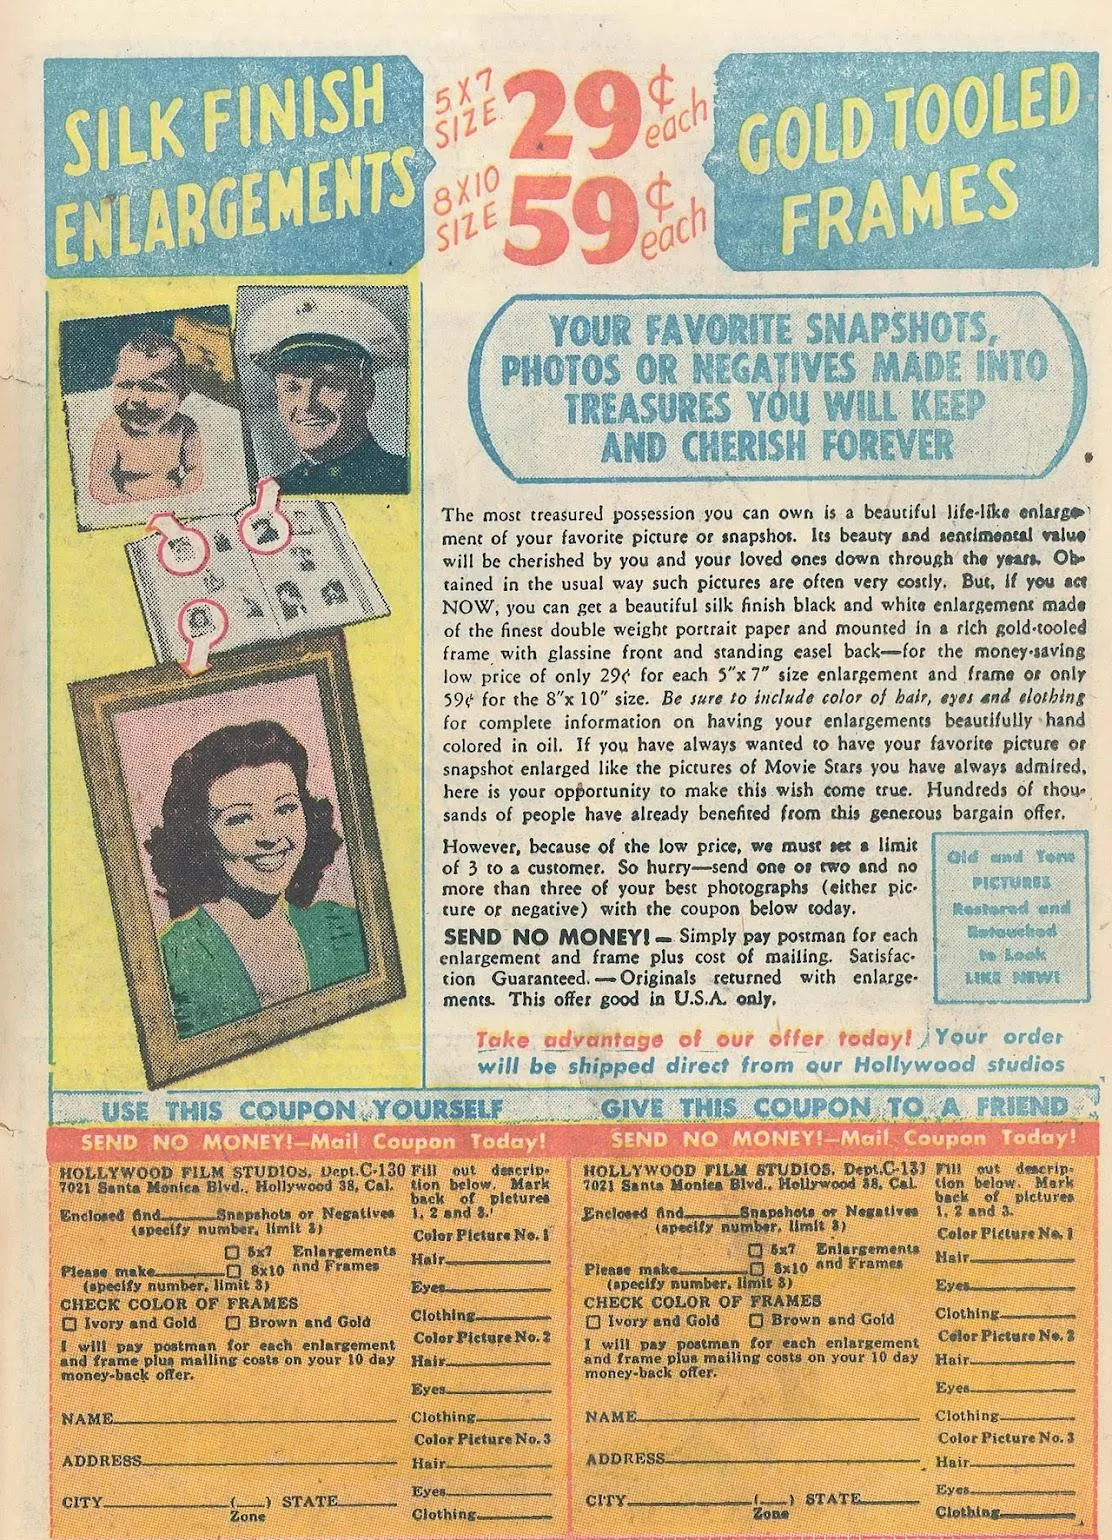 SILK FINISH
ENLARGEMENTS
5X7
SIZE
29¢
each
8X10
SIZE
59¢
each
GOLD TOOLED
FRAMES
YOUR FAVORITE SNAPSHOTS,
PHOTOS OR NEGATIVES MADE INTO
TREASURES YOU WILL KEEP
AND CHERISH FOREVER
The most treasured possession you can own is a beautiful life-like enlarge-
ment of your favorite picture or snapshot. Its beauty and sentimental value
will be cherished by you and your loved ones down through the years. Ob-
tained in the usual way such pictures are often very costly. But, if you act
NOW, you can get a beautiful silk finish black and white enlargement made
of the finest double weight portrait paper and mounted in a rich gold-tooled
frame with glassine front and standing easel back—for the money-saving
low price of only 29¢ for each 5"x 7" size enlargement and frame or only
59¢ for the 8"x 10" size. Be sure to include color of hair, eyes and clothing
for complete information on having your enlargements beautifully hand
colored in oil. If you have always wanted to have your favorite picture or
snapshot enlarged like the pictures of Movie Stars you have always admired,
here is your opportunity to make this wish come true. Hundreds of thou-
sands of people have already benefited from this generous bargain offer.
However, because of the low price, we must set a limit
of 3 to a customer. So hurry—send one or two and no
more than three of your best photographs (either pic-
ture or negative) with the coupon below today.
SEND NO MONEY! — Simply pay postman for each
enlargement and frame plus cost of mailing. Satisfac-
tion Guaranteed. — Originals returned with enlarge-
ments. This offer good in U.S.A. only.
Old and Torn
PICTURES
Restored and
Retouched
to Look
LIKE NEW!
Take advantage of our offer today! Your order
will be shipped direct from our Hollywood studios
USE THIS COUPON YOURSELF
SEND NO MONEY!—Mail Coupon Today!
HOLLYWOOD FILM STUDIOS, Dept.C-130
7021 Santa Monica Blvd., Hollywood 38, Cal.
Enclosed find Snapshots or Negatives
(specify number, limit 3)
5x7 Enlargements
Please make 8x10 and Frames
(specify number, limit 3)
CHECK COLOR OF FRAMES
Ivory and Gold Brown and Gold
I will pay postman for each enlargement
and frame plus mailing costs on your 10 day
money-back offer.
NAME
ADDRESS
CITY (   ) STATE
Zone
Fill out descrip-
tion below. Mark
back of pictures
1, 2 and 3.
Color Picture No. 1
Hair
Eyes
Clothing
Color Picture No. 2
Hair
Eyes
Clothing
Color Picture No. 3
Hair
Eyes
Clothing
GIVE THIS COUPON TO A FRIEND
SEND NO MONEY!—Mail Coupon Today!
HOLLYWOOD FILM STUDIOS, Dept.C-131
7021 Santa Monica Blvd., Hollywood 38, Cal.
Enclosed find Snapshots or Negatives
(specify number, limit 3)
5x7 Enlargements
Please make 8x10 and Frames
(specify number, limit 3)
CHECK COLOR OF FRAMES
Ivory and Gold Brown and Gold
I will pay postman for each enlargement
and frame plus mailing costs on your 10 day
money-back offer.
NAME
ADDRESS
CITY (   ) STATE
Zone
Fill out descrip-
tion below. Mark
back of pictures
1, 2 and 3.
Color Picture No. 1
Hair
Eyes
Clothing
Color Picture No. 2
Hair
Eyes
Clothing
Color Picture No. 3
Hair
Eyes
Clothing